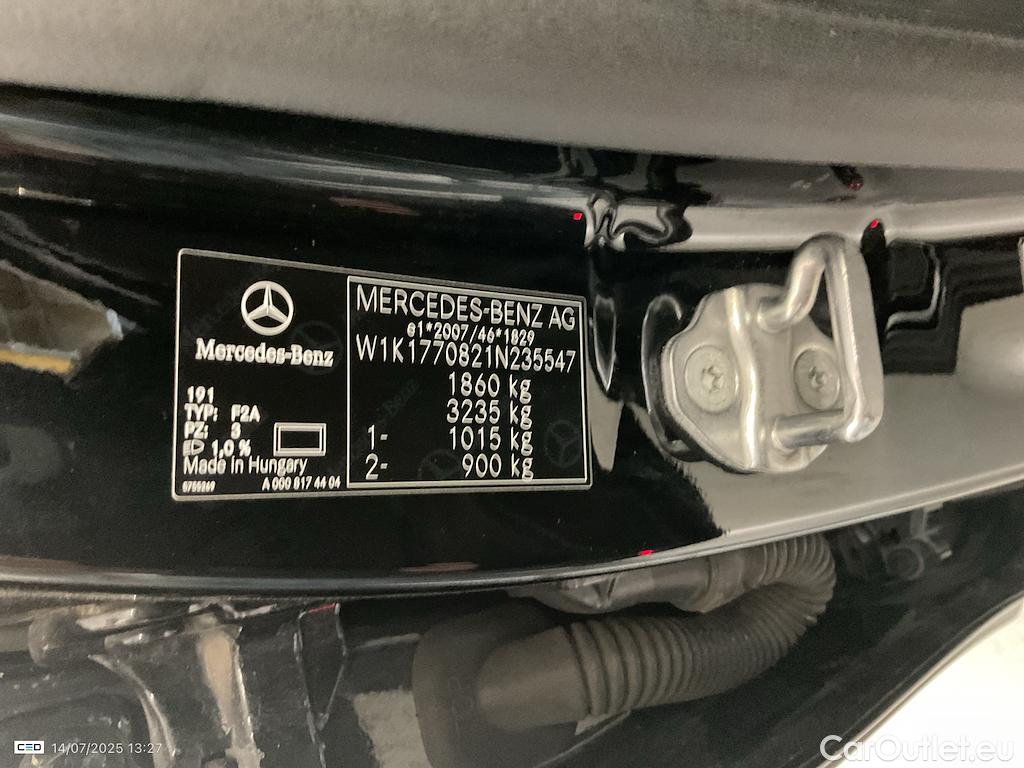 Mercedes-Benz
191
TYP: F2A
PZ: 3
1,0 %
Made in Hungary
A 000 817 44 04
MERCEDES-BENZ AG
e1*2007/46*1829
W1K1770821N235547
1860 kg
3235 kg
1- 1015 kg
2- 900 kg
CEO 14/07/2025 13:27
CarOutlet.eu